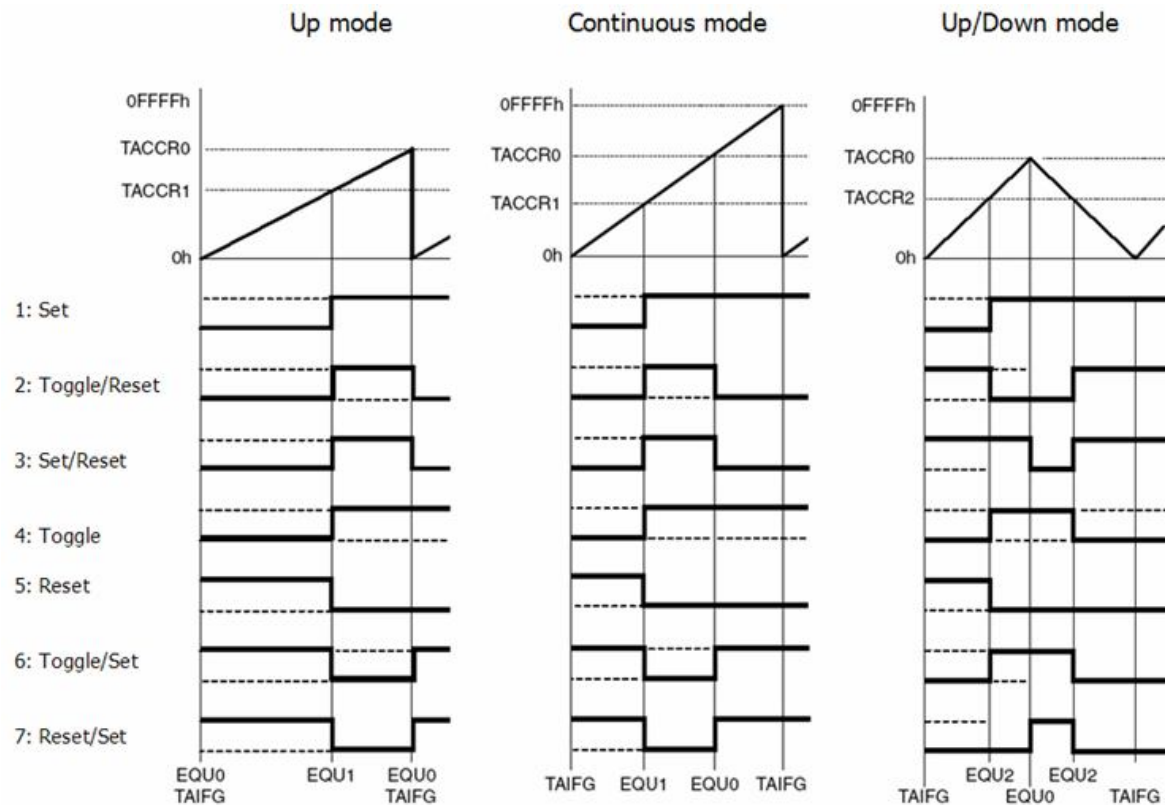 Up mode
Continuous mode
Up/Down mode
0FFFFh
TACCR0
TACCR1
0h
0FFFFh
TACCR0
TACCR1
0h
0FFFFh
TACCR0
TACCR2
0h
1: Set
2: Toggle/Reset
3: Set/Reset
4: Toggle
5: Reset
6: Toggle/Set
7: Reset/Set
EQU0
TAIFG
EQU1
EQU0
TAIFG
TAIFG
EQU1
EQU0
TAIFG
TAIFG
EQU2
EQU0
EQU2
TAIFG